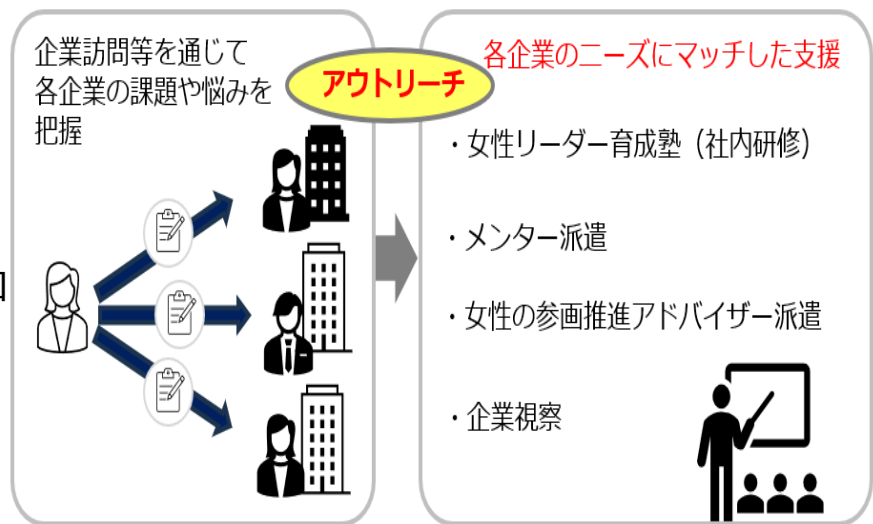 企業訪問等を通じて
各企業の課題や悩みを
把握
アウトリーチ
各企業のニーズにマッチした支援
・女性リーダー育成塾（社内研修）
・メンター派遣
・女性の参画推進アドバイザー派遣
・企業視察